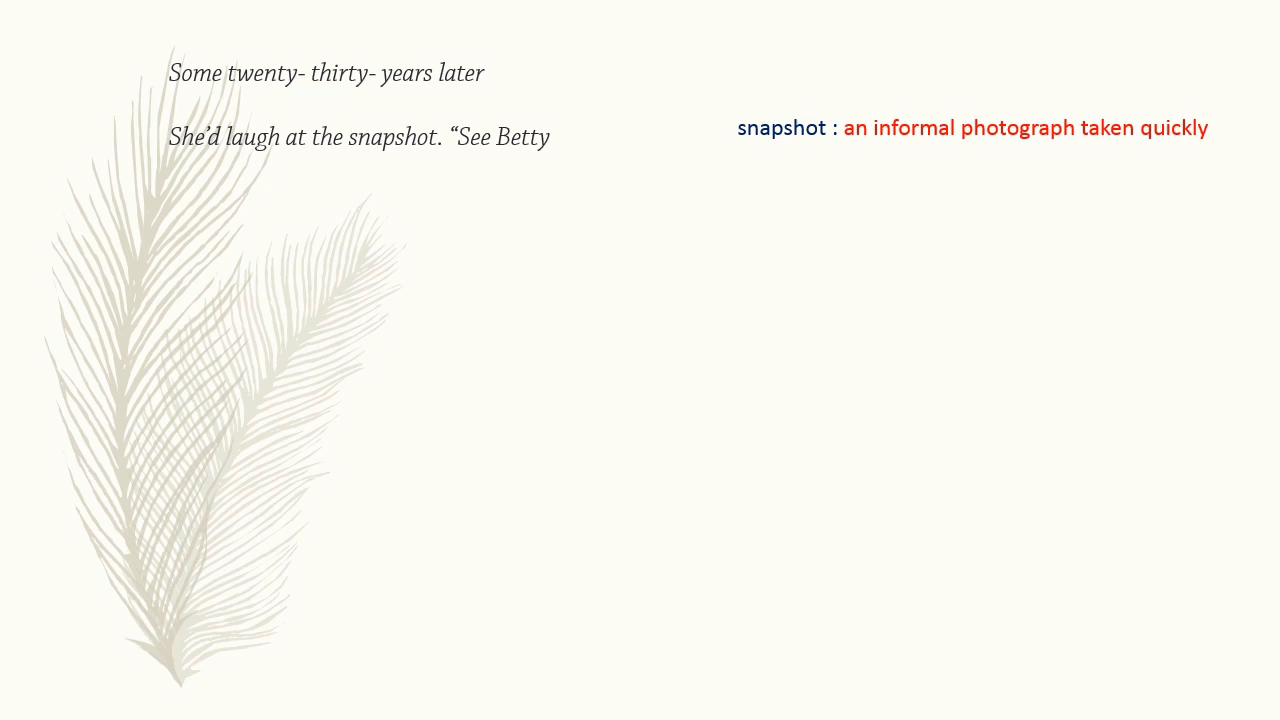 Some twenty- thirty- years later
She’d laugh at the snapshot. “See Betty
snapshot : an informal photograph taken quickly